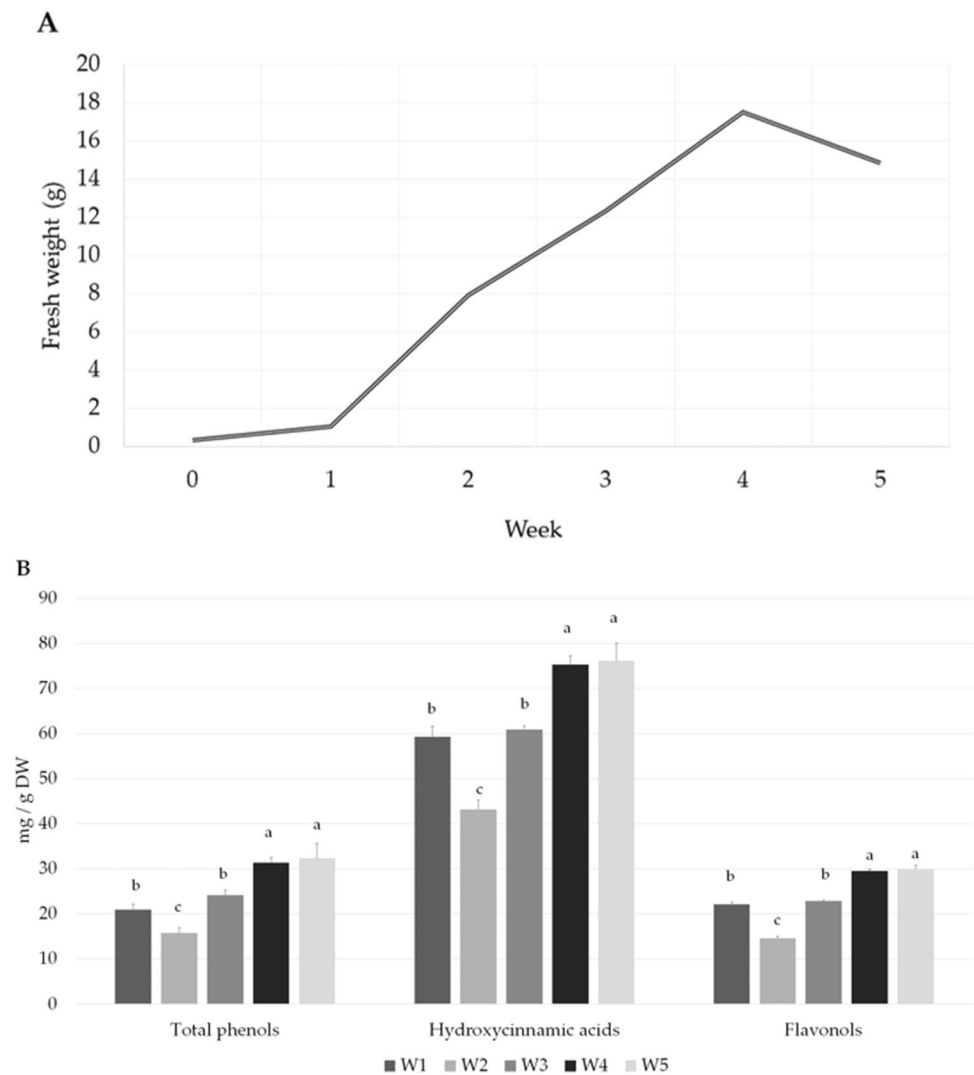 A
20
18
16
14
12
10
8
6
4
2
0
Fresh weight (g)
0 1 2 3 4 5
Week
B
90
80
70
60
50
40
30
20
10
0
mg / g DW
b c b a a
b c b a a
b c b a a
Total phenols Hydroxycinnamic acids Flavonols
W1 W2 W3 W4 W5